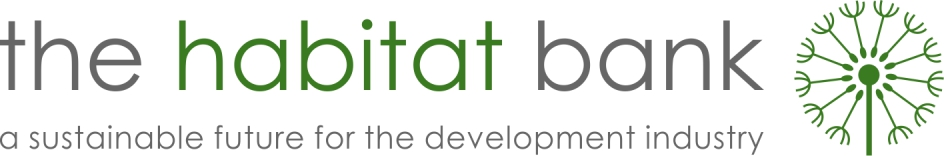 the habitat bank
a sustainable future for the development industry